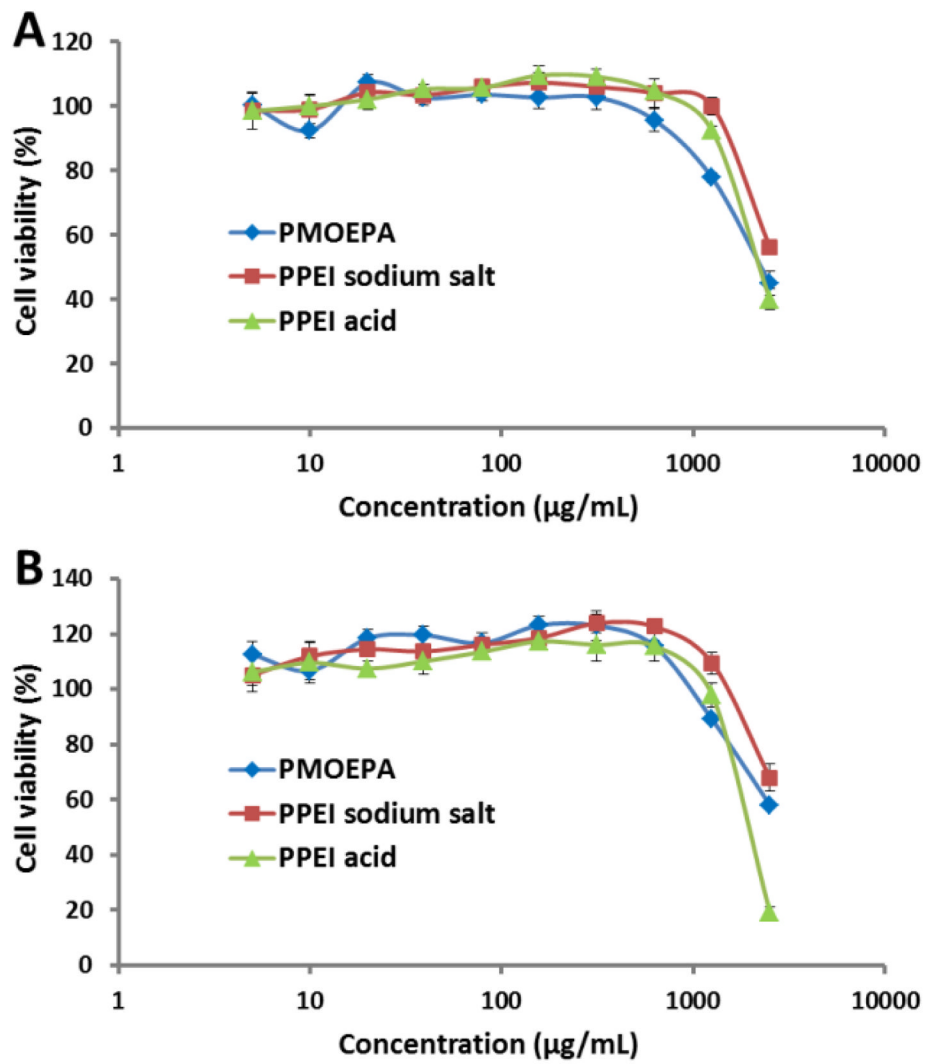 A
120
100
80
60
40
20
0
Cell viability (%)
PMOEPA
PPEI sodium salt
PPEI acid
1 10 100 1000 10000
Concentration (µg/mL)
B
140
120
100
80
60
40
20
0
Cell viability (%)
PMOEPA
PPEI sodium salt
PPEI acid
1 10 100 1000 10000
Concentration (µg/mL)